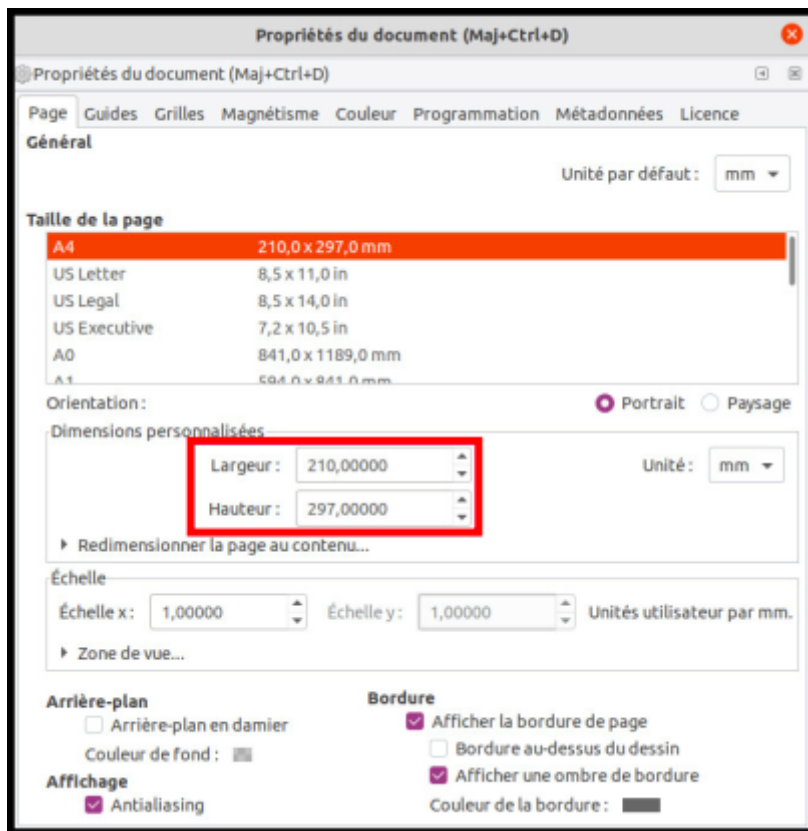 Propriétés du document (Maj+Ctrl+D)
Propriétés du document (Maj+Ctrl+D)
Page Guides Grilles Magnétisme Couleur Programmation Métadonnées Licence
Général
Unité par défaut : mm
Taille de la page
A4 210,0 x 297,0 mm
US Letter 8,5 x 11,0 in
US Legal 8,5 x 14,0 in
US Executive 7,2 x 10,5 in
A0 841,0 x 1189,0 mm
A1 594,0 x 841,0 mm
Orientation : Portrait Paysage
Dimensions personnalisées
Largeur : 210,00000 Unité : mm
Hauteur : 297,00000
Redimensionner la page au contenu...
Échelle
Échelle x : 1,00000 Échelle y : 1,00000 Unités utilisateur par mm.
Zone de vue...
Arrière-plan Bordure
Arrière-plan en damier Afficher la bordure de page
Couleur de fond : Bordure au-dessus du dessin
Affichage Afficher une ombre de bordure
Antialiasing Couleur de la bordure :